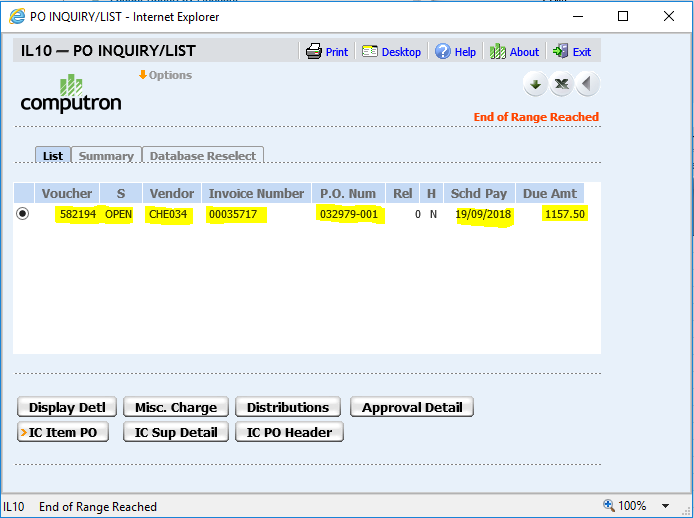 PO INQUIRY/LIST - Internet Explorer
IL10 — PO INQUIRY/LIST Print Desktop Help About Exit
Options
computron
End of Range Reached
List Summary Database Reselect
Voucher S Vendor Invoice Number P.O. Num Rel H Schd Pay Due Amt
582194 OPEN CHE034 00035717 032979-001 0 N 19/09/2018 1157.50
Display Detl Misc. Charge Distributions Approval Detail
IC Item PO IC Sup Detail IC PO Header
IL10 End of Range Reached 100%